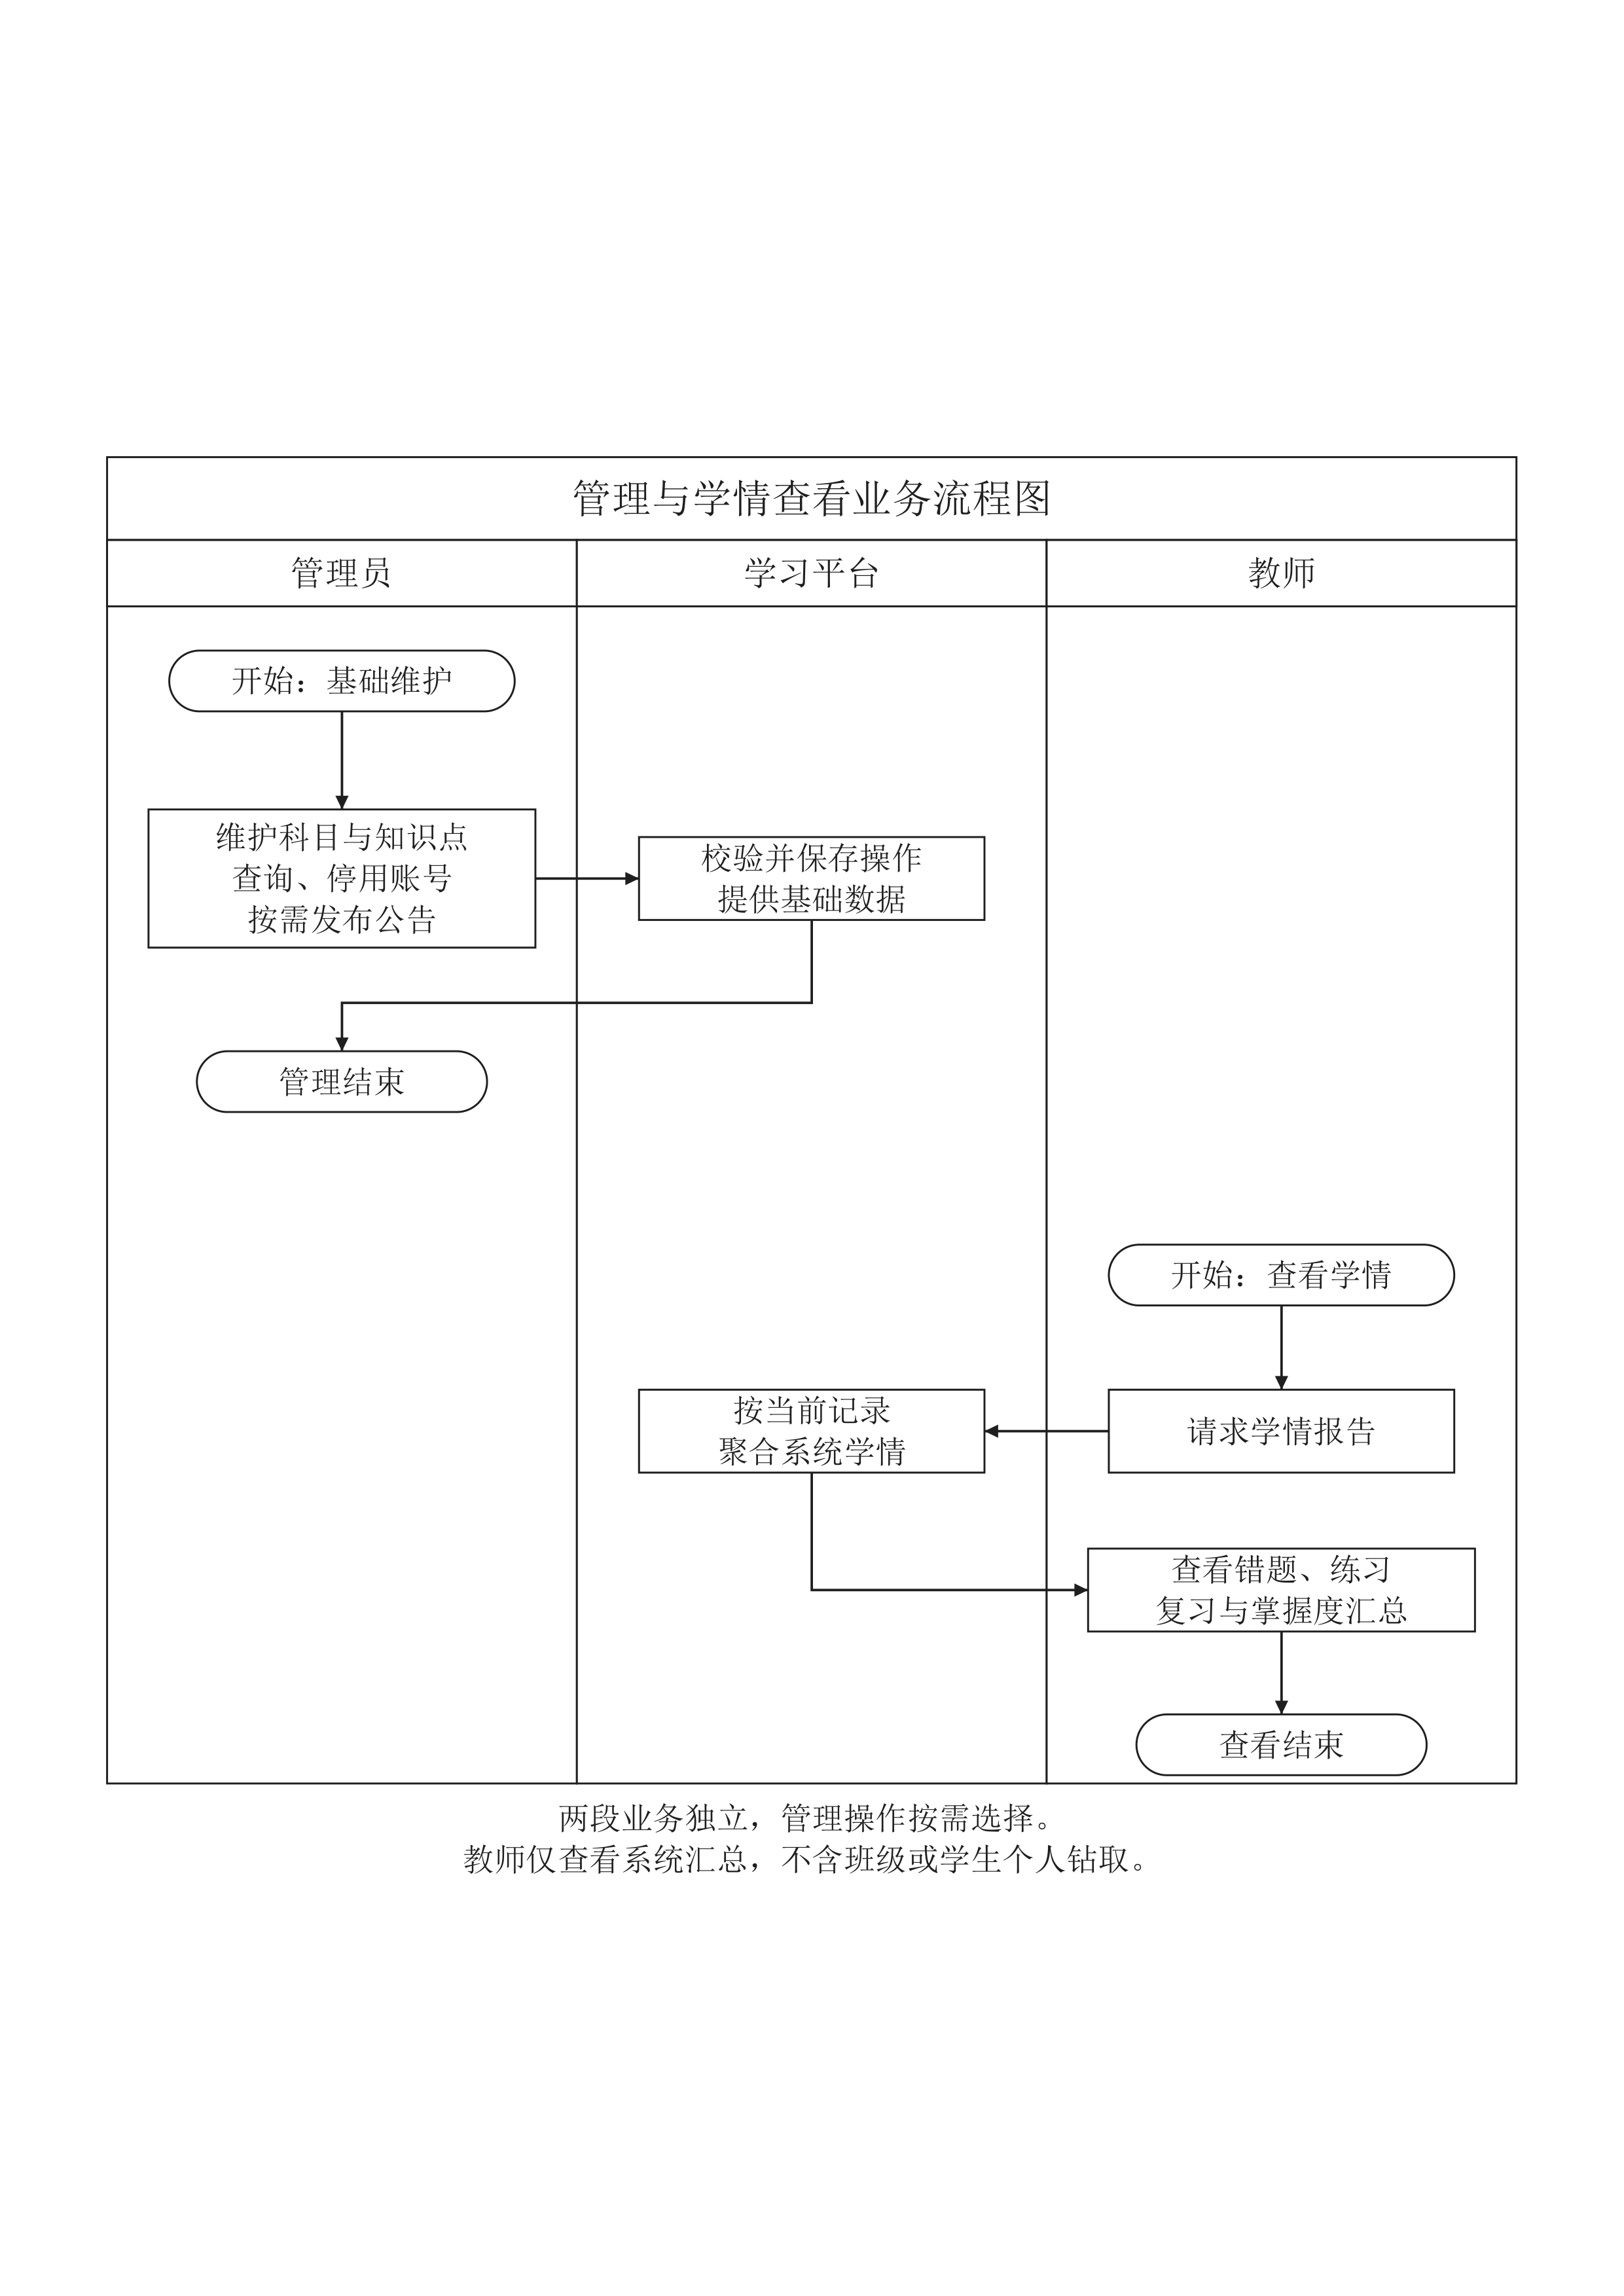 管理与学情查看业务流程图
管理员
学习平台
教师
开始：基础维护
维护科目与知识点
查询、停用账号
按需发布公告
校验并保存操作
提供基础数据
管理结束
开始：查看学情
请求学情报告
按当前记录
聚合系统学情
查看错题、练习
复习与掌握度汇总
查看结束
两段业务独立，管理操作按需选择。
教师仅查看系统汇总，不含班级或学生个人钻取。